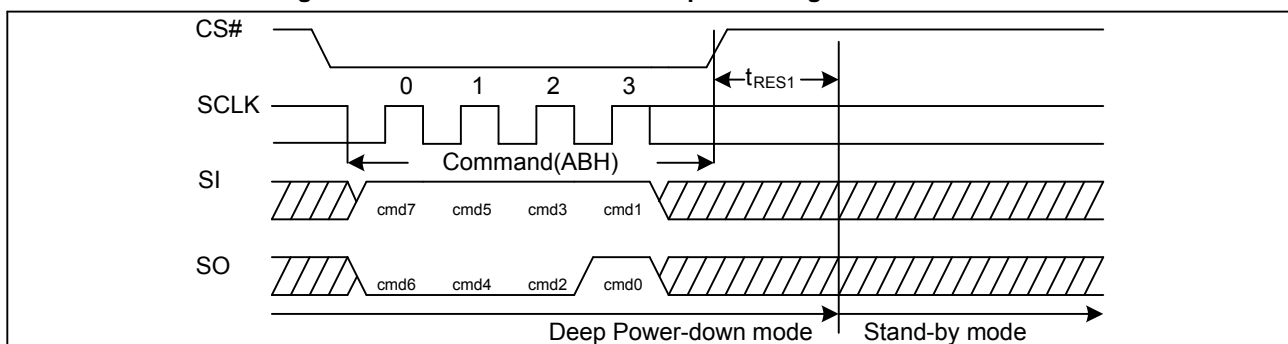 CS#
tRES1
0 1 2 3
SCLK
Command(ABH)
SI
cmd7 cmd5 cmd3 cmd1
SO
cmd6 cmd4 cmd2 cmd0
Deep Power-down mode Stand-by mode